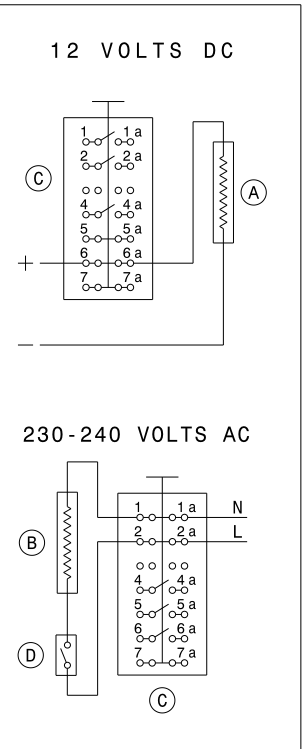 12 VOLTS DC
1 1a
2 2a
C
4 4a
A
5 5a
+ 6 6a
7 7a
−
230-240 VOLTS AC
1 1a N
2 2a L
B
4 4a
5 5a
6 6a
D 7 7a
C